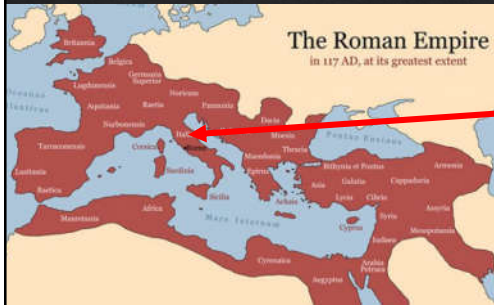 The Roman Empire
in 117 AD, at its greatest extent
Britannia
Belgica
Germania
Superior
Lugdunensis
Noricum
Raetia
Pannonia
Aquitania
Dacia
Narbonensis
Moesia
Pontus Euxinus
Thracia
Corsica
Tarraconensis
Macedonia
Bithynia et Pontus
Armenia
Sardinia
Epirus
Galatia
Cappadocia
Lusitania
Asia
Baetica
Sicilia
Achaia
Lycia
Cilicia
Assyria
Syria
Mesopotamia
Africa
Mauretania
Cyprus
Mare Internum
Iudaea
Cyrenaica
Arabia
Petraea
Aegyptus